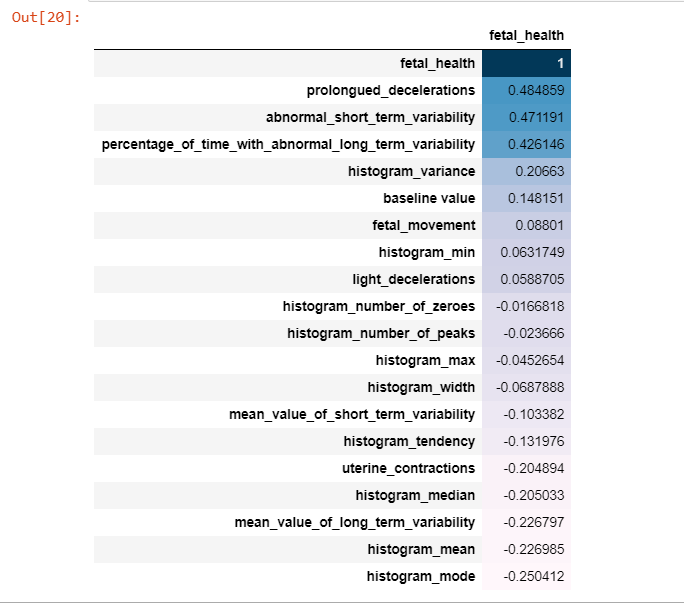 Out[20]:
fetal_health
fetal_health 1
prolongued_decelerations 0.484859
abnormal_short_term_variability 0.471191
percentage_of_time_with_abnormal_long_term_variability 0.426146
histogram_variance 0.20663
baseline value 0.148151
fetal_movement 0.08801
histogram_min 0.0631749
light_decelerations 0.0588705
histogram_number_of_zeroes -0.0166818
histogram_number_of_peaks -0.023666
histogram_max -0.0452654
histogram_width -0.0687888
mean_value_of_short_term_variability -0.103382
histogram_tendency -0.131976
uterine_contractions -0.204894
histogram_median -0.205033
mean_value_of_long_term_variability -0.226797
histogram_mean -0.226985
histogram_mode -0.250412